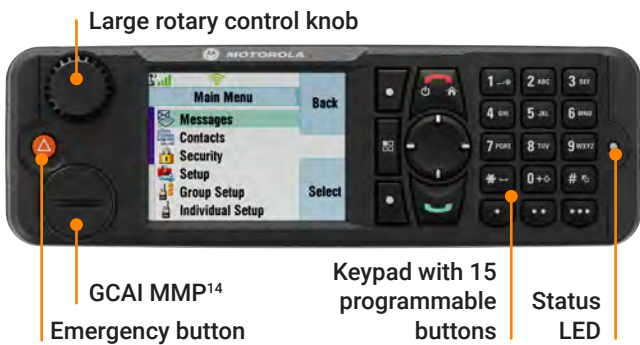 Large rotary control knob
MOTOROLA
Main Menu
Back
Messages
Contacts
Security
Setup
Group Setup
Individual Setup
Select
1
2 ABC
3 DEF
4 GHI
5 JKL
6 MNO
7 PQRS
8 TUV
9 WXYZ
*
0+
#
GCAI MMP14
Emergency button
Keypad with 15
programmable
buttons
Status
LED